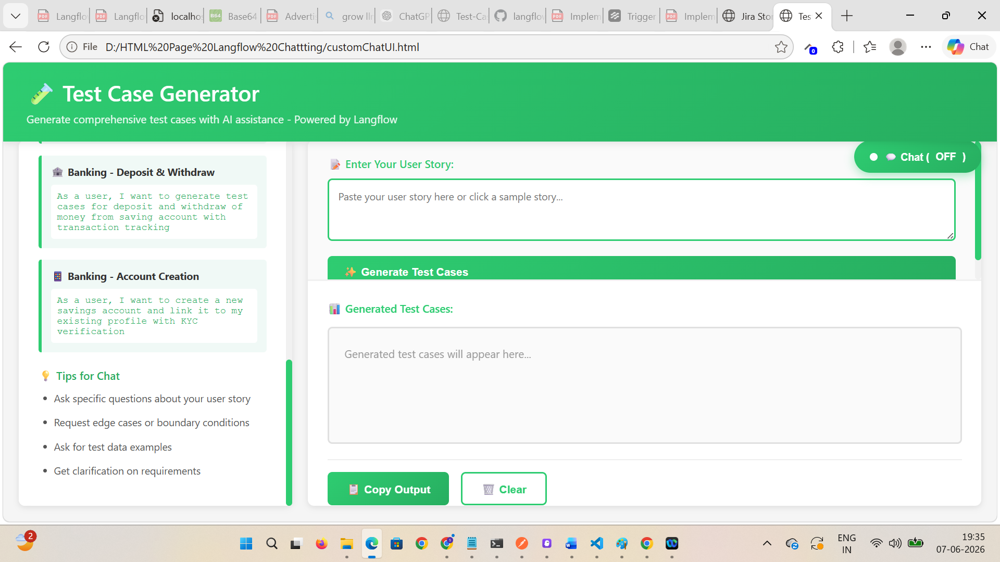 Langflo
Langflo
localho
Base64
Adverti
grow llm
ChatGP
Test-Ca
langflow
Implem
Trigger
Implem
Jira Stor
Tes
File D:/HTML%20Page%20Langflow%20Chattting/customChatUI.html
0
Chat
Test Case Generator
Generate comprehensive test cases with AI assistance - Powered by Langflow
Banking - Deposit & Withdraw
As a user, I want to generate test
cases for deposit and withdraw of
money from saving account with
transaction tracking
Banking - Account Creation
As a user, I want to create a new
savings account and link it to my
existing profile with KYC
verification
Tips for Chat
Ask specific questions about your user story
Request edge cases or boundary conditions
Ask for test data examples
Get clarification on requirements
Chat ( OFF )
Enter Your User Story:
Paste your user story here or click a sample story...
Generate Test Cases
Generated Test Cases:
Generated test cases will appear here...
Copy Output
Clear
2
ENG
IN
19:35
07-06-2026